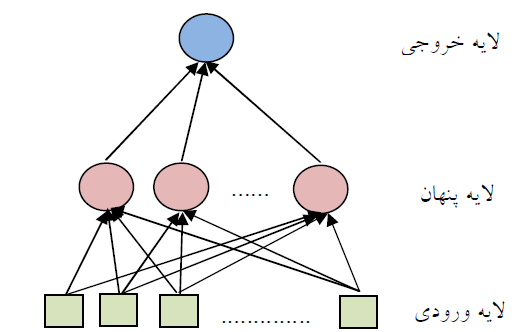 لایه خروجی
لایه پنهان
......
لایه ورودی
..............